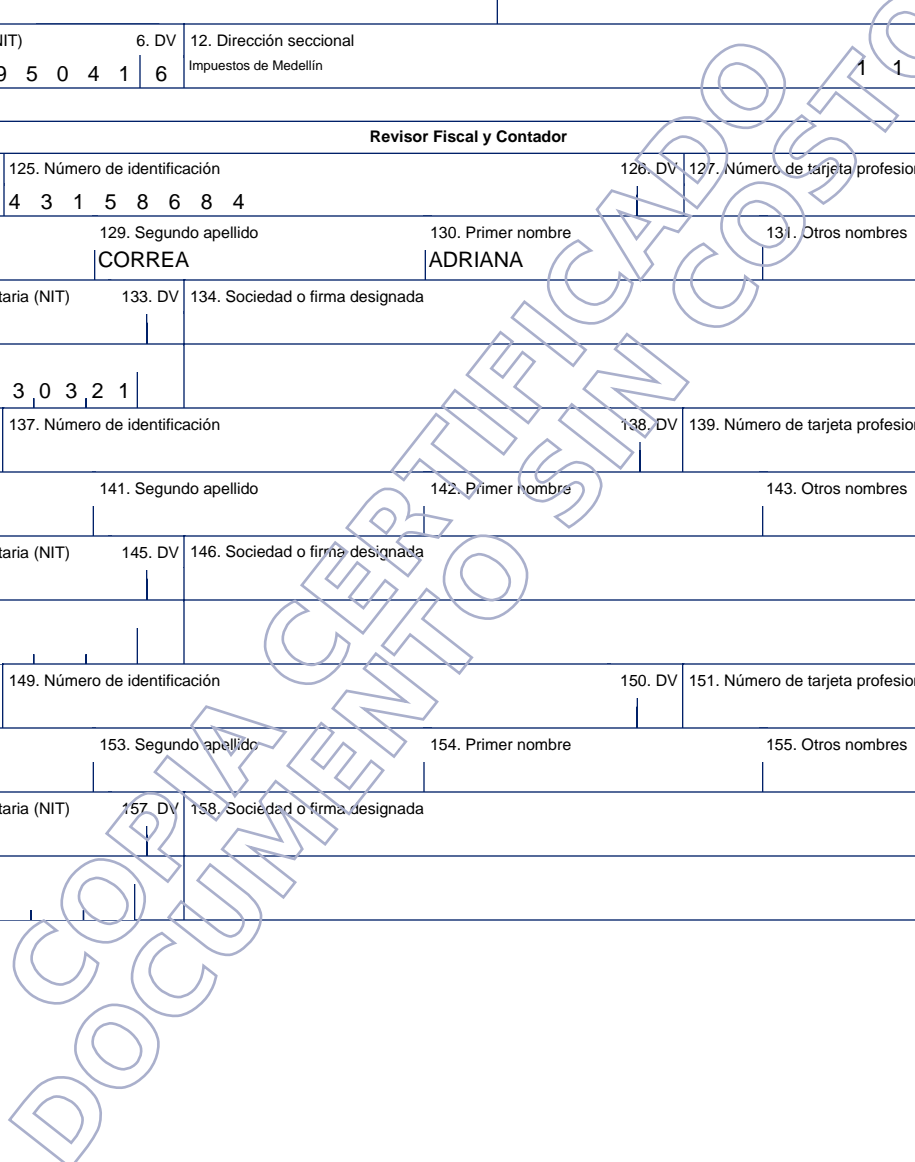 NIT) 6. DV 12. Dirección seccional
9 5 0 4 1 6 Impuestos de Medellín 1 1
Revisor Fiscal y Contador
125. Número de identificación 126. DV 127. Número de tarjeta profesion
4 3 1 5 8 6 8 4
129. Segundo apellido 130. Primer nombre 131. Otros nombres
CORREA ADRIANA
taria (NIT) 133. DV 134. Sociedad o firma designada
3 0 3 2 1
137. Número de identificación 138. DV 139. Número de tarjeta profesion
141. Segundo apellido 142. Primer nombre 143. Otros nombres
taria (NIT) 145. DV 146. Sociedad o firma designada
149. Número de identificación 150. DV 151. Número de tarjeta profesion
153. Segundo apellido 154. Primer nombre 155. Otros nombres
taria (NIT) 157. DV 158. Sociedad o firma designada
COPIA CERTIFICADO
DOCUMENTO SIN COSTO